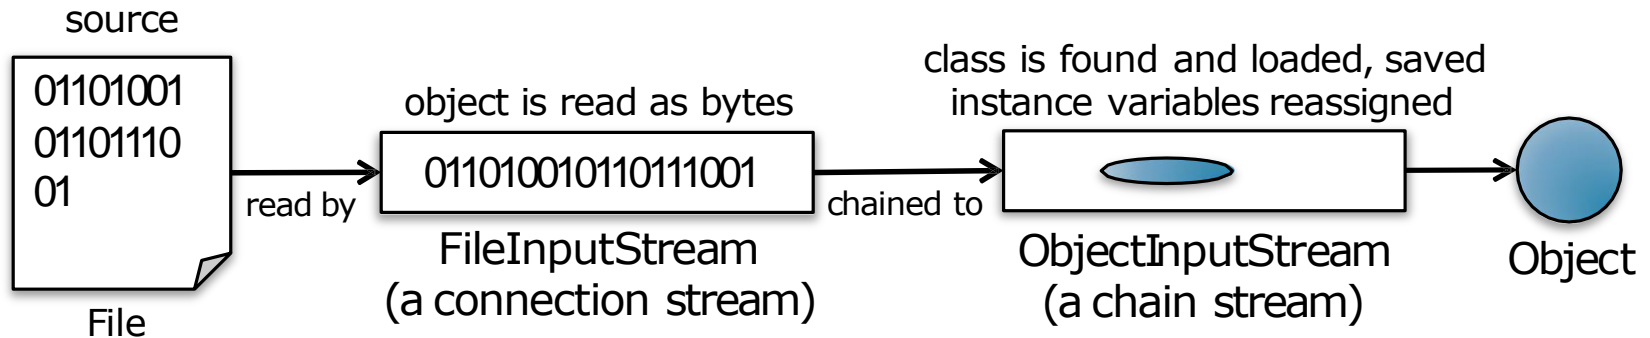 source
01101001
01101110
01
File
read by
object is read as bytes
011010010110111001
FileInputStream
(a connection stream)
chained to
class is found and loaded, saved
instance variables reassigned
ObjectInputStream
(a chain stream)
Object